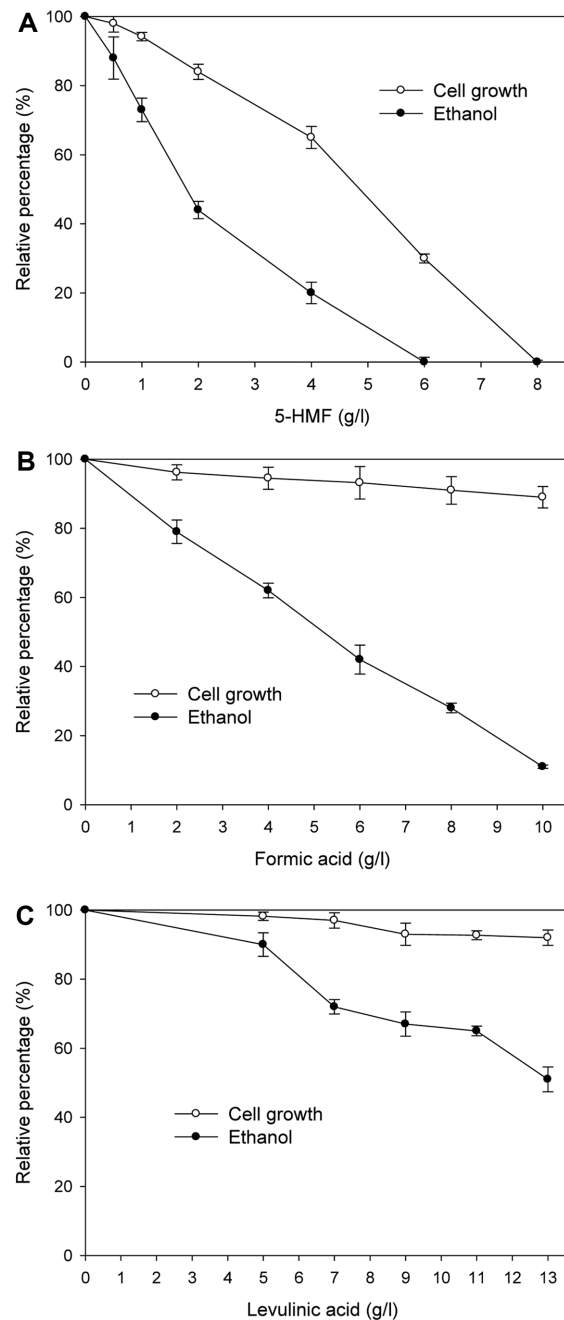 A
Relative percentage (%)
100
80
60
40
20
0
Cell growth
Ethanol
0 1 2 3 4 5 6 7 8
5-HMF (g/l)
B
Relative percentage (%)
100
80
60
40
20
0
Cell growth
Ethanol
0 1 2 3 4 5 6 7 8 9 10
Formic acid (g/l)
C
Relative percentage (%)
100
80
60
40
20
0
Cell growth
Ethanol
0 1 2 3 4 5 6 7 8 9 10 11 12 13
Levulinic acid (g/l)